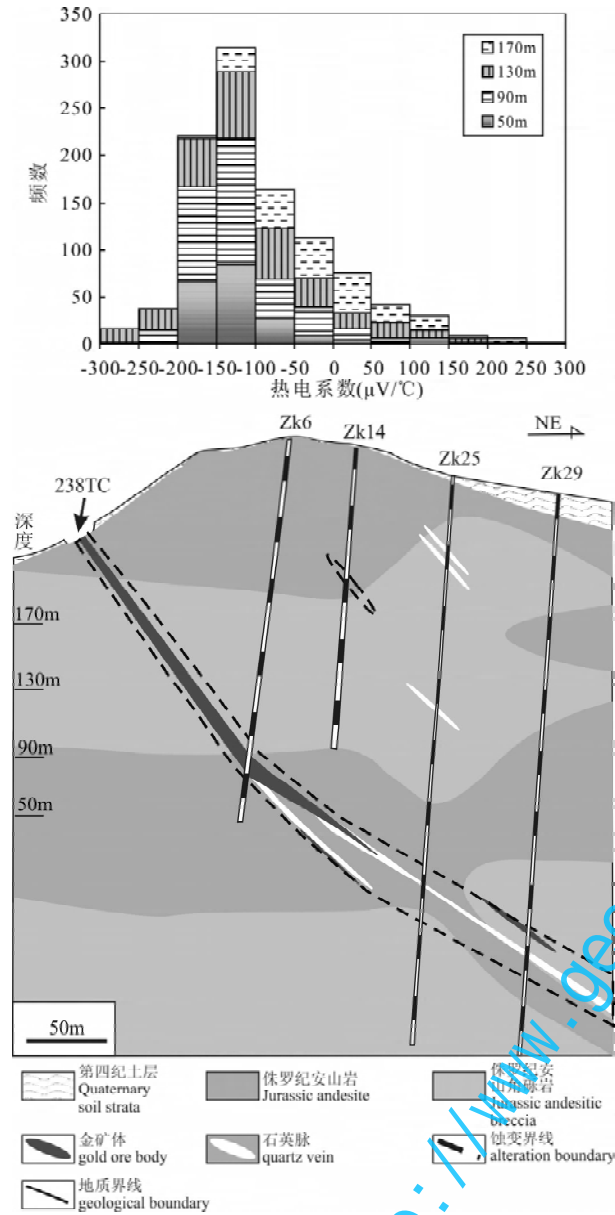 350
300
250
200
150
100
50
0
频数
170m
130m
90m
50m
-300-250-200-150-100 -50 0 50 100 150 200 250 300
热电系数(μV/℃)
Zk6
Zk14
NE
Zk25
Zk29
238TC
深
度
170m
130m
90m
50m
50m
第四纪土层
Quaternary
soil strata
侏罗纪安山岩
Jurassic andesite
侏罗纪安
山角砾岩
Jurassic andesitic
breccia
金矿体
gold ore body
石英脉
quartz vein
蚀变界线
alteration boundary
地质界线
geological boundary
://www.geo